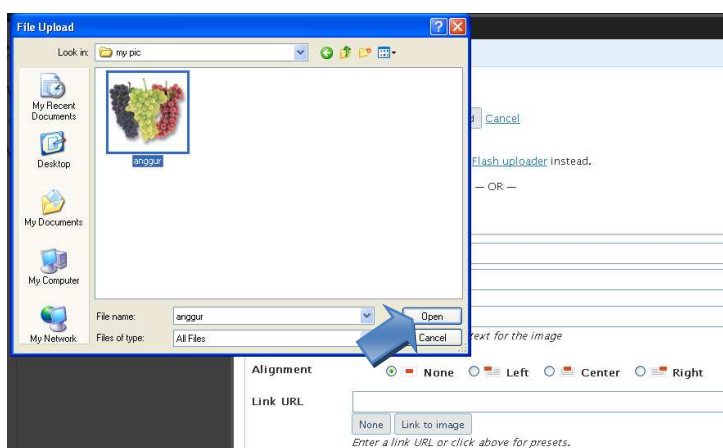 File Upload
Look in:
my pic
My Recent
Documents
Desktop
My Documents
My Computer
My Network
anggur
File name:
anggur
Open
Files of type:
All Files
Cancel
Cancel
Flash uploader instead.
— OR —
text for the image
Alignment
None
Left
Center
Right
Link URL
None
Link to image
Enter a link URL or click above for presets.